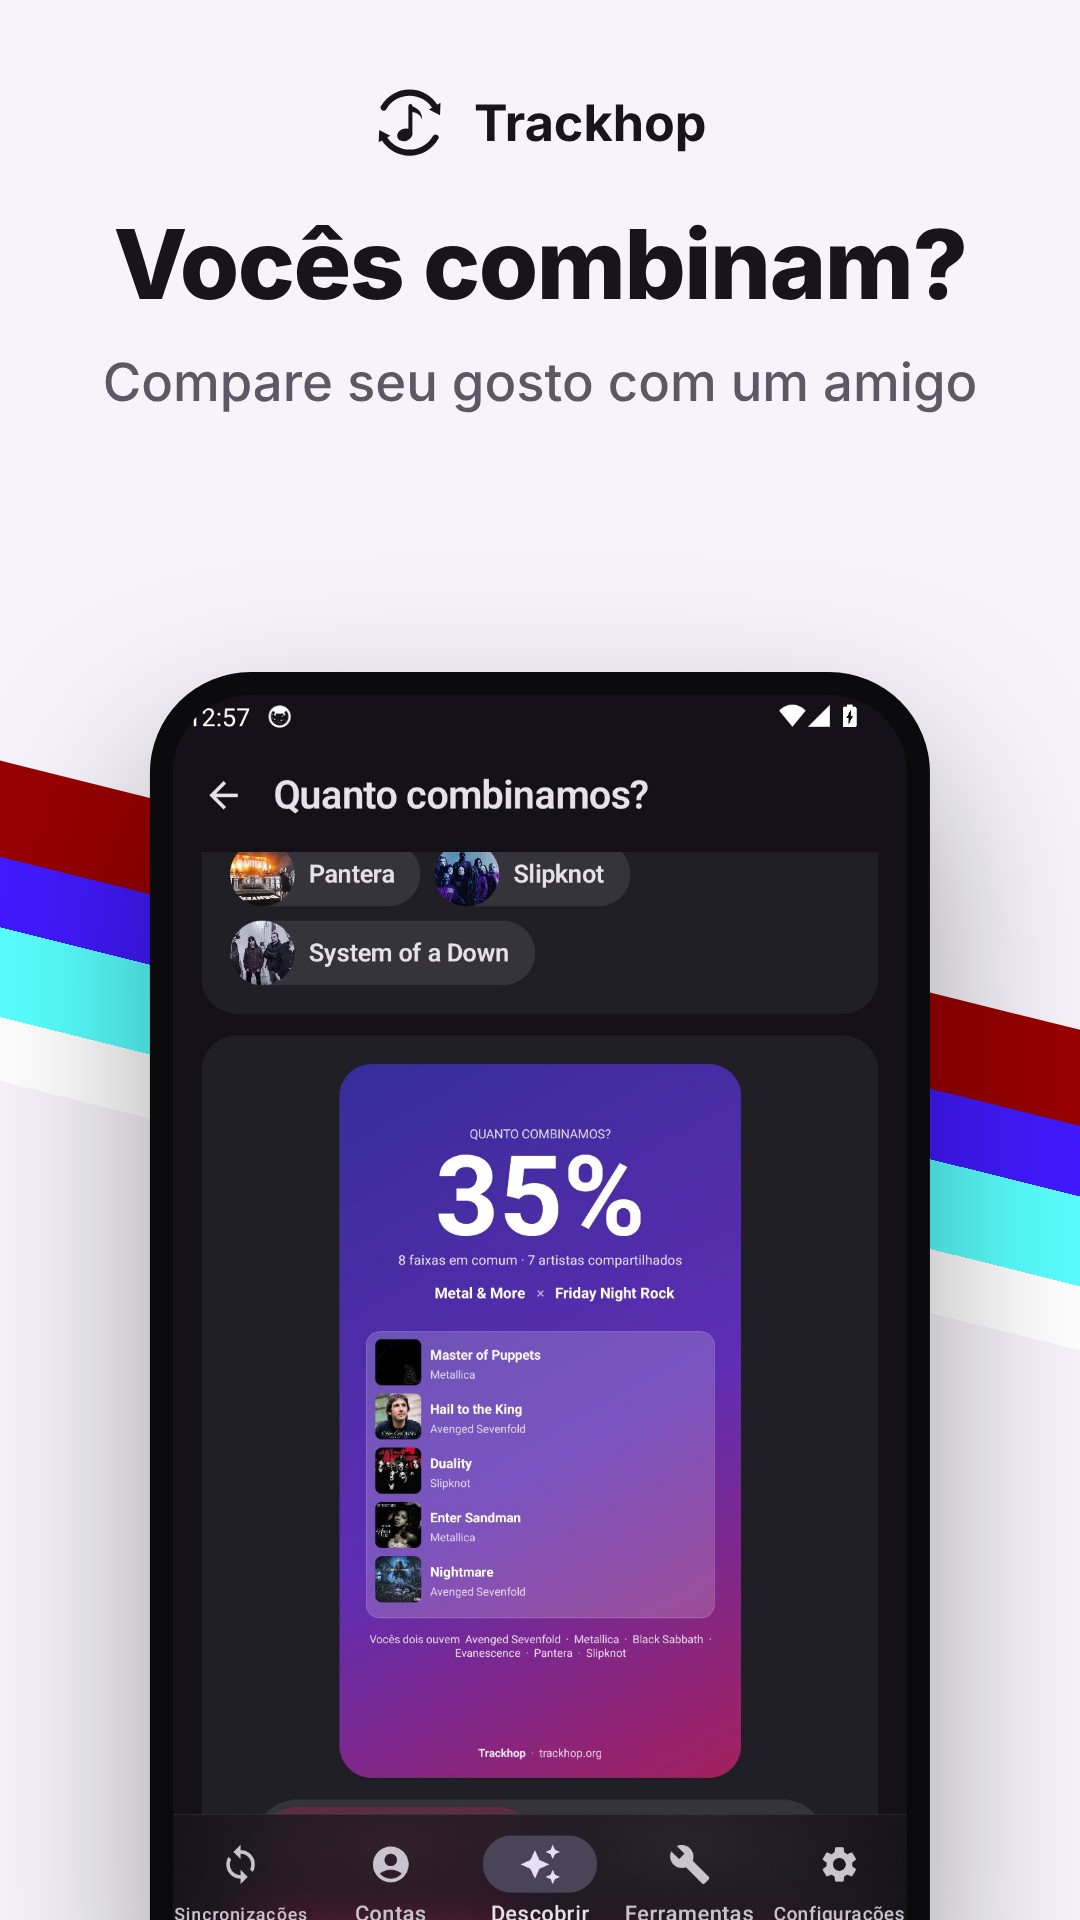 Trackhop
Vocês combinam?
Compare seu gosto com um amigo
12:57
Quanto combinamos?
Pantera
Slipknot
System of a Down
QUANTO COMBINAMOS?
35%
8 faixas em comum · 7 artistas compartilhados
Metal & More × Friday Night Rock
Master of Puppets
Metallica
Hail to the King
Avenged Sevenfold
Duality
Slipknot
Enter Sandman
Metallica
Nightmare
Avenged Sevenfold
Vocês dois ouvem Avenged Sevenfold · Metallica · Black Sabbath ·
Evanescence · Pantera · Slipknot
Trackhop · trackhop.org
Sincronizações
Contas
Descobrir
Ferramentas
Configurações